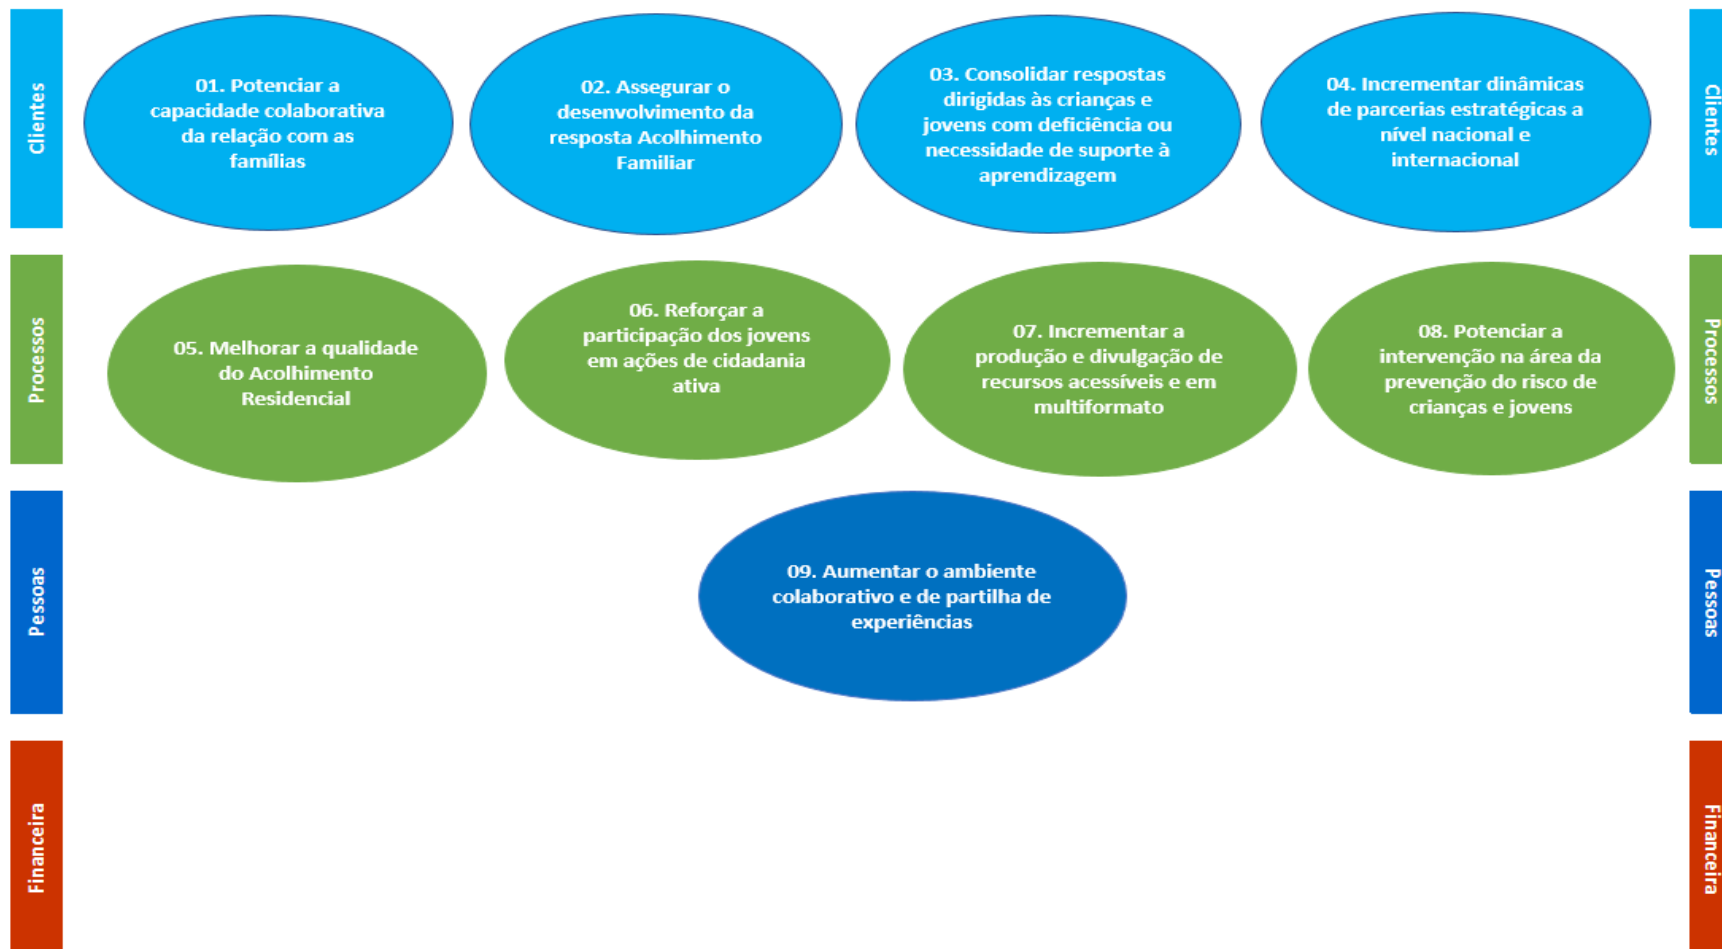 Clientes
01. Potenciar a
capacidade colaborativa
da relação com as
famílias
02. Assegurar o
desenvolvimento da
resposta Acolhimento
Familiar
03. Consolidar respostas
dirigidas às crianças e
jovens com deficiência ou
necessidade de suporte à
aprendizagem
04. Incrementar dinâmicas
de parcerias estratégicas a
nível nacional e
internacional
Clientes
Processos
05. Melhorar a qualidade
do Acolhimento
Residencial
06. Reforçar a
participação dos jovens
em ações de cidadania
ativa
07. Incrementar a
produção e divulgação de
recursos acessíveis e em
multiformato
08. Potenciar a
intervenção na área da
prevenção do risco de
crianças e jovens
Processos
Pessoas
09. Aumentar o ambiente
colaborativo e de partilha de
experiências
Pessoas
Financeira
Financeira